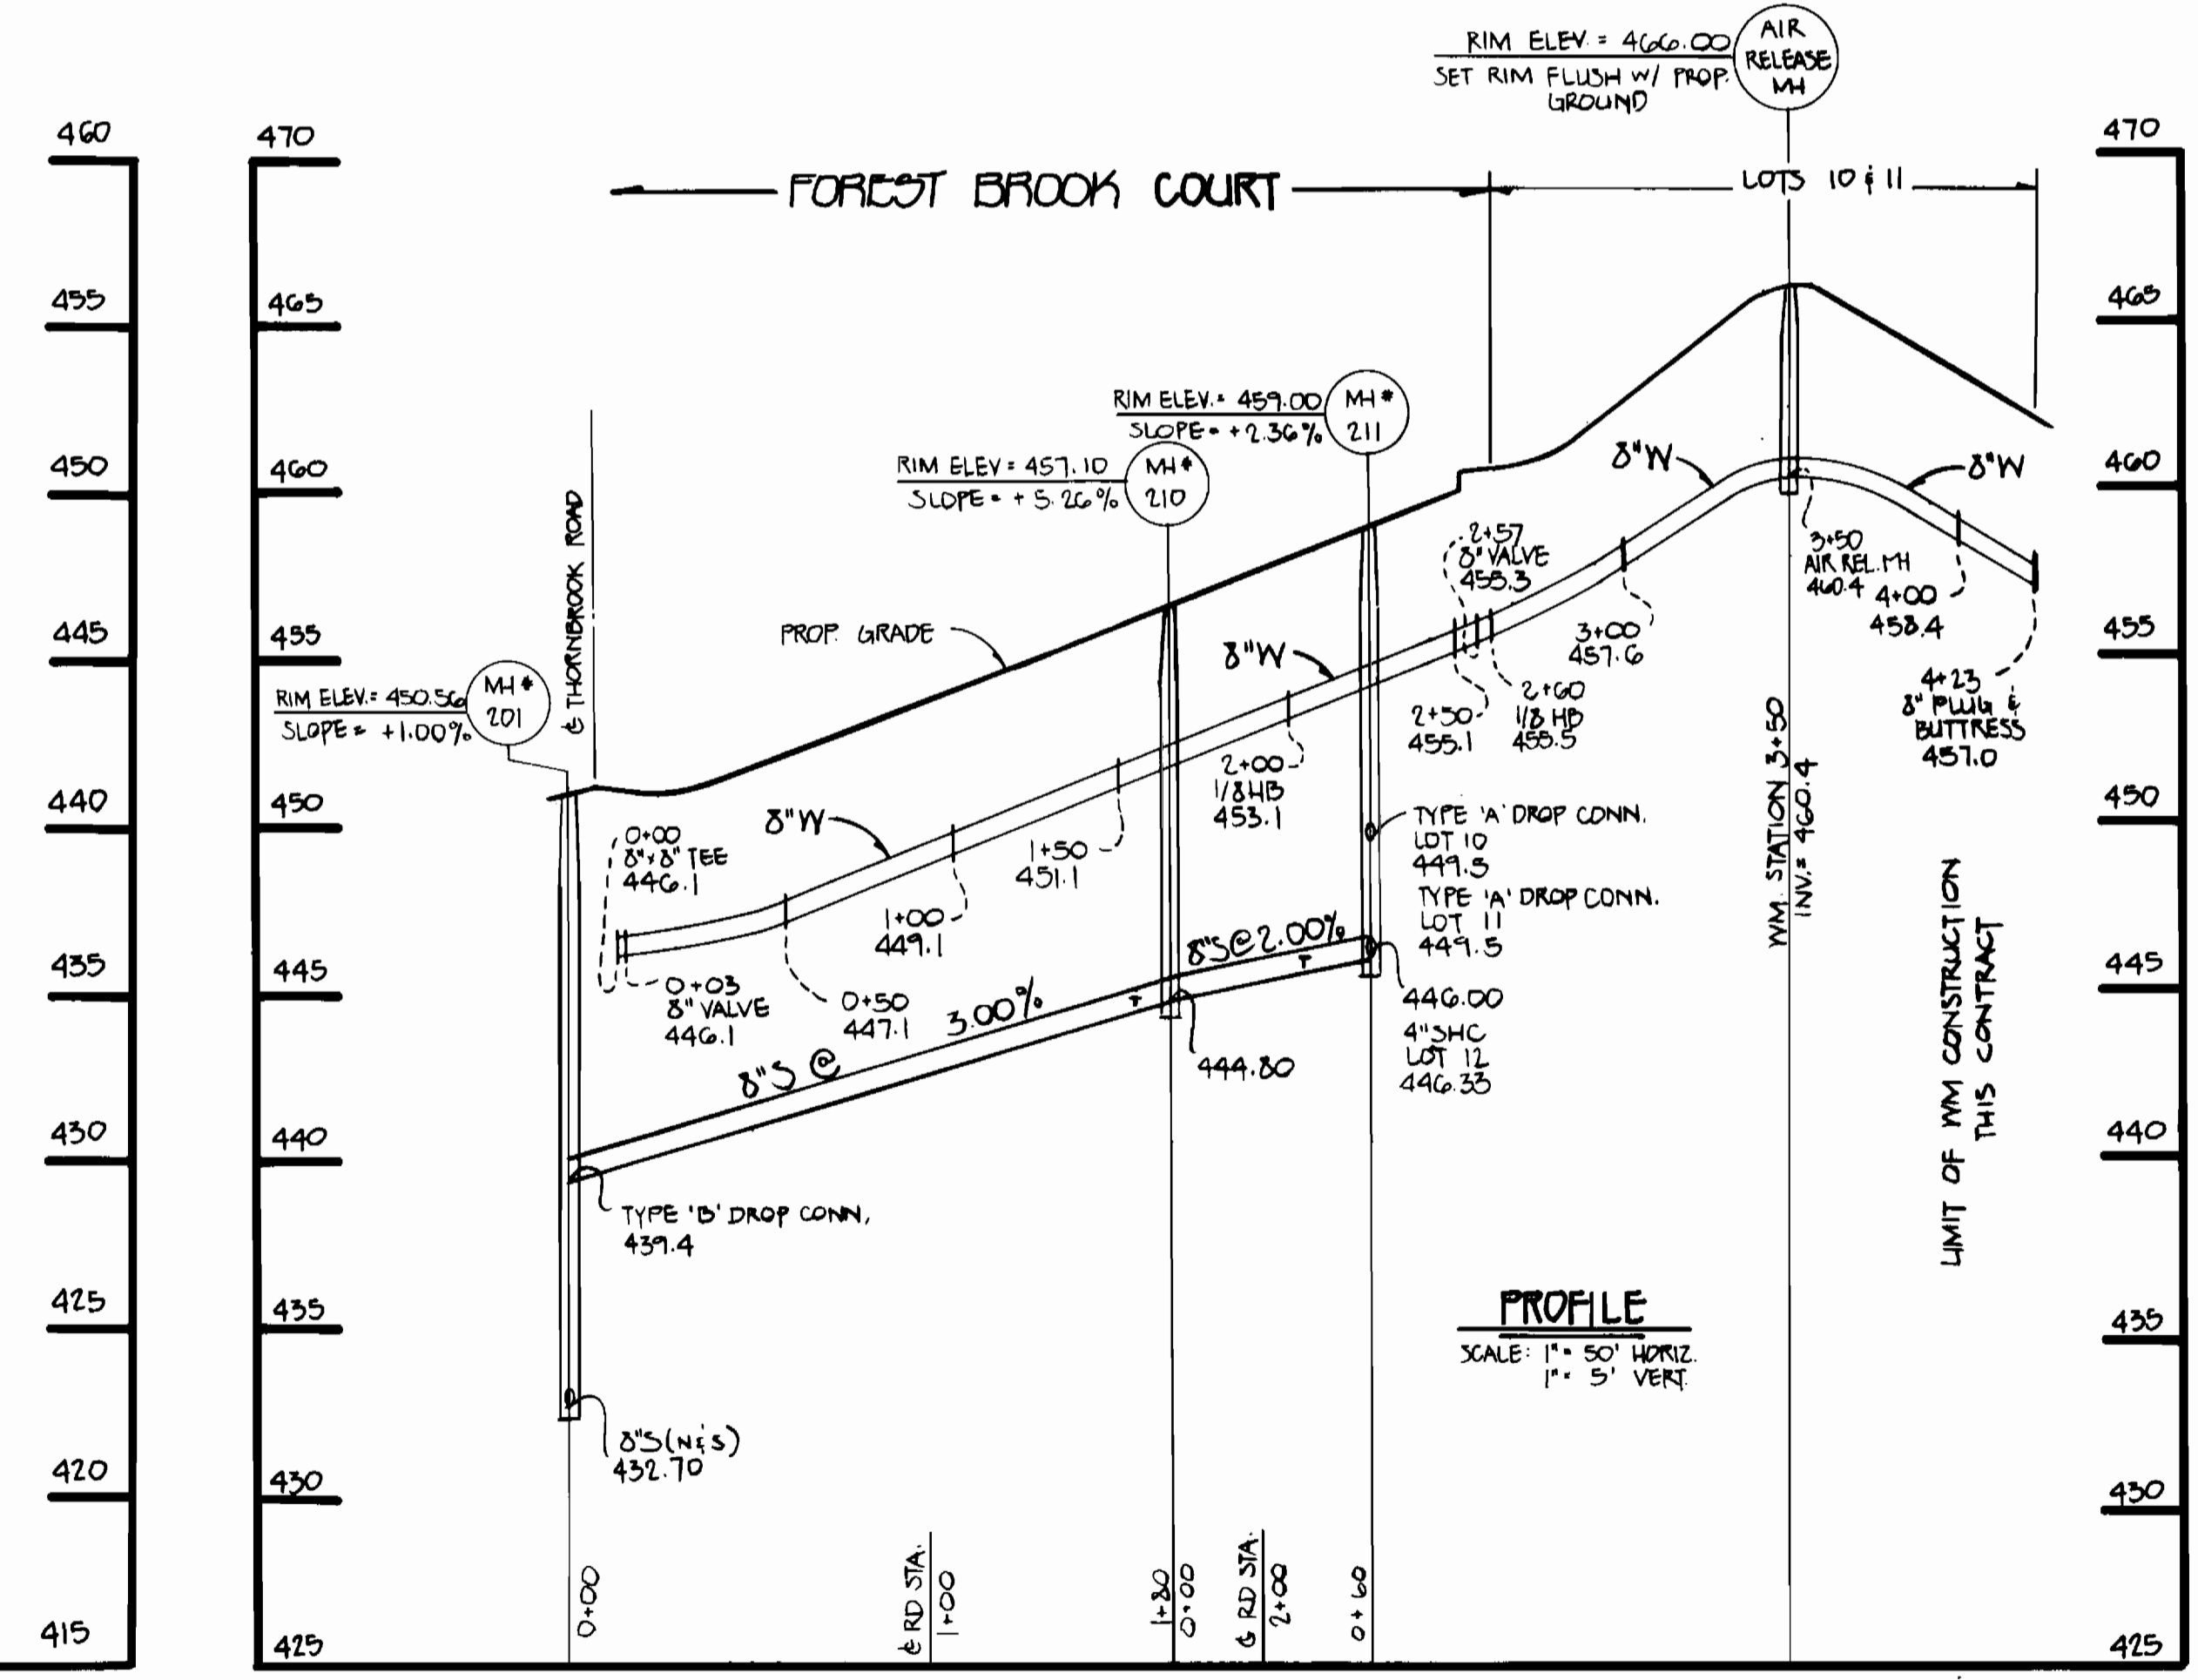 RIM ELEV. = 466.00
SET RIM FLUSH W/ PROP.
GROUND
AIR
RELEASE
MH
460
455
450
445
440
435
430
425
420
415
470
465
460
455
450
445
440
435
430
425
FOREST BROOK COURT
LOTS 10 & 11
470
465
460
455
450
445
440
435
430
425
RIM ELEV. = 459.00
SLOPE = +2.36%
MH #
211
RIM ELEV = 457.10
SLOPE = +5.26%
MH #
210
RIM ELEV. = 450.56
SLOPE = +1.00%
MH #
201
℄ THORNBROOK ROAD
PROP. GRADE
8"W
8"W
8"W
8"W
0+00
8"x8" TEE
446.1
0+03
8" VALVE
446.1
0+50
447.1
1+00
449.1
1+50
451.1
2+00
1/8 HB
453.1
2+50
455.1
2+57
8" VALVE
455.3
2+60
1/8 HB
455.5
3+00
457.6
3+50
AIR REL. MH
460.4
4+00
458.4
4+23
8" PLUG &
BUTTRESS
457.0
TYPE 'A' DROP CONN.
LOT 10
449.5
TYPE 'A' DROP CONN.
LOT 11
449.5
446.00
4" SHC
LOT 12
446.33
8"S @ 2.00%
T
8"S @ 3.00%
T
444.80
TYPE 'B' DROP CONN.
439.4
8"S (N & S)
432.70
WM. STATION 3+50
INV. = 460.4
LIMIT OF WM CONSTRUCTION
THIS CONTRACT
PROFILE
SCALE: 1" = 50' HORIZ.
1" = 5' VERT.
0+00
℄ RD STA.
1+00
1+80
0+00
℄ RD STA.
2+00
0+60